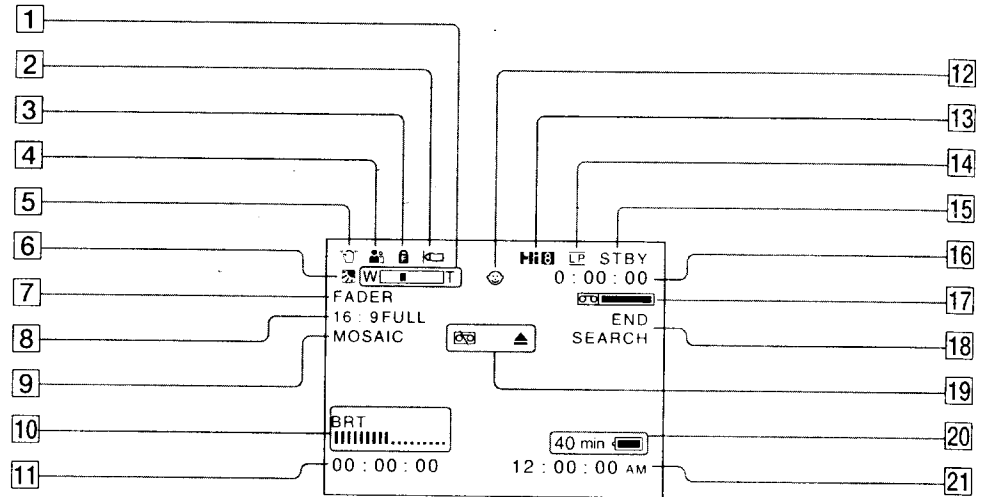 1
2
3
4
5
6
7
8
9
10
11
12
13
14
15
16
17
18
19
20
21
Hi8 LP STBY
W T 0:00:00
FADER
16:9FULL END
MOSAIC SEARCH
BRT
40 min
00:00:00 12:00:00 AM